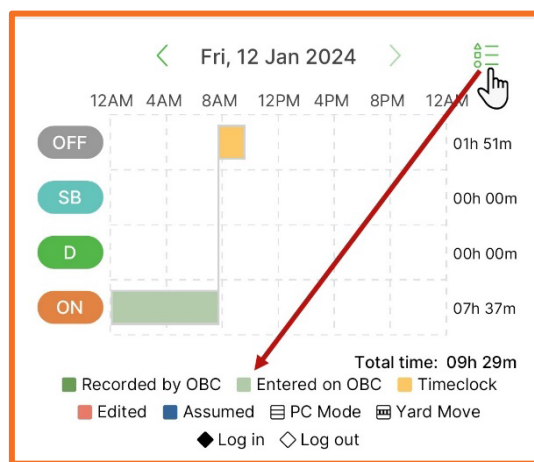 Fri, 12 Jan 2024
12AM 4AM 8AM 12PM 4PM 8PM 12AM
OFF 01h 51m
SB 00h 00m
D 00h 00m
ON 07h 37m
Total time: 09h 29m
Recorded by OBC Entered on OBC Timeclock
Edited Assumed PC Mode Yard Move
Log in Log out